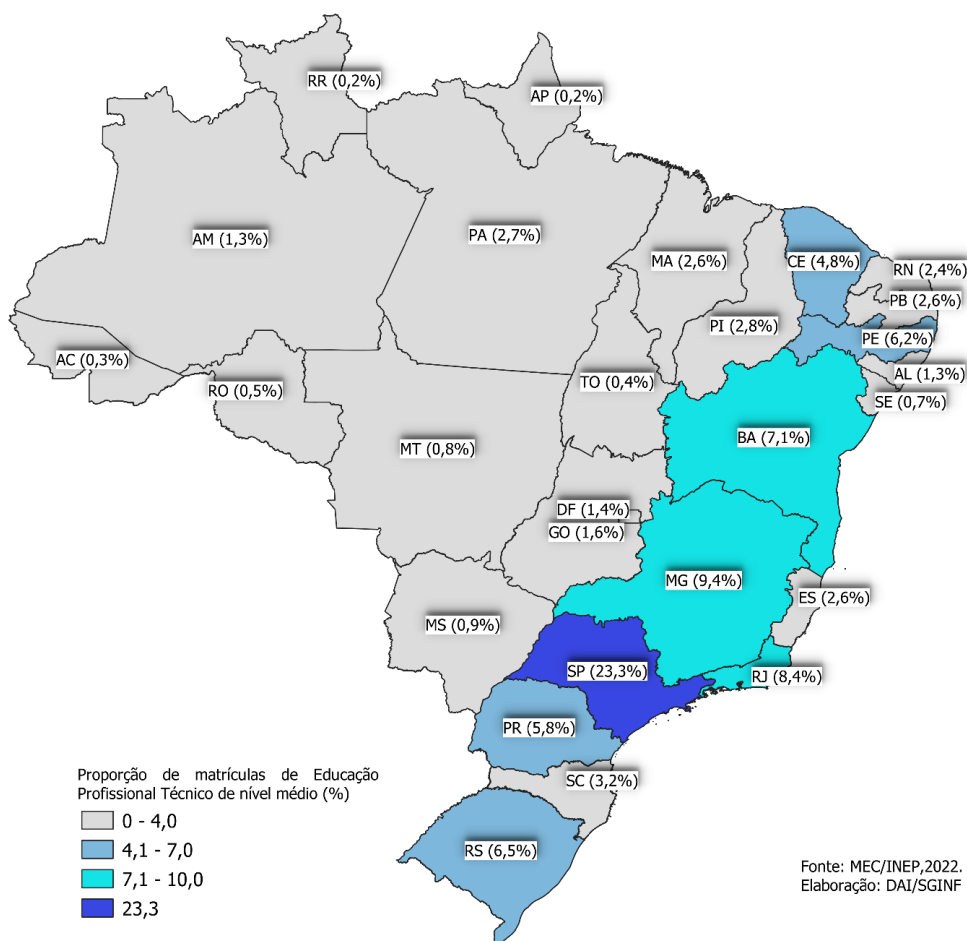 RR (0,2%)
AP (0,2%)
AM (1,3%)
PA (2,7%)
MA (2,6%)
CE (4,8%)
RN (2,4%)
PB (2,6%)
PI (2,8%)
PE (6,2%)
AC (0,3%)
RO (0,5%)
TO (0,4%)
AL (1,3%)
SE (0,7%)
MT (0,8%)
BA (7,1%)
DF (1,4%)
GO (1,6%)
MG (9,4%)
ES (2,6%)
MS (0,9%)
SP (23,3%)
RJ (8,4%)
PR (5,8%)
SC (3,2%)
RS (6,5%)
Proporção de matrículas de Educação
Profissional Técnico de nível médio (%)
0 - 4,0
4,1 - 7,0
7,1 - 10,0
23,3
Fonte: MEC/INEP,2022.
Elaboração: DAI/SGINF